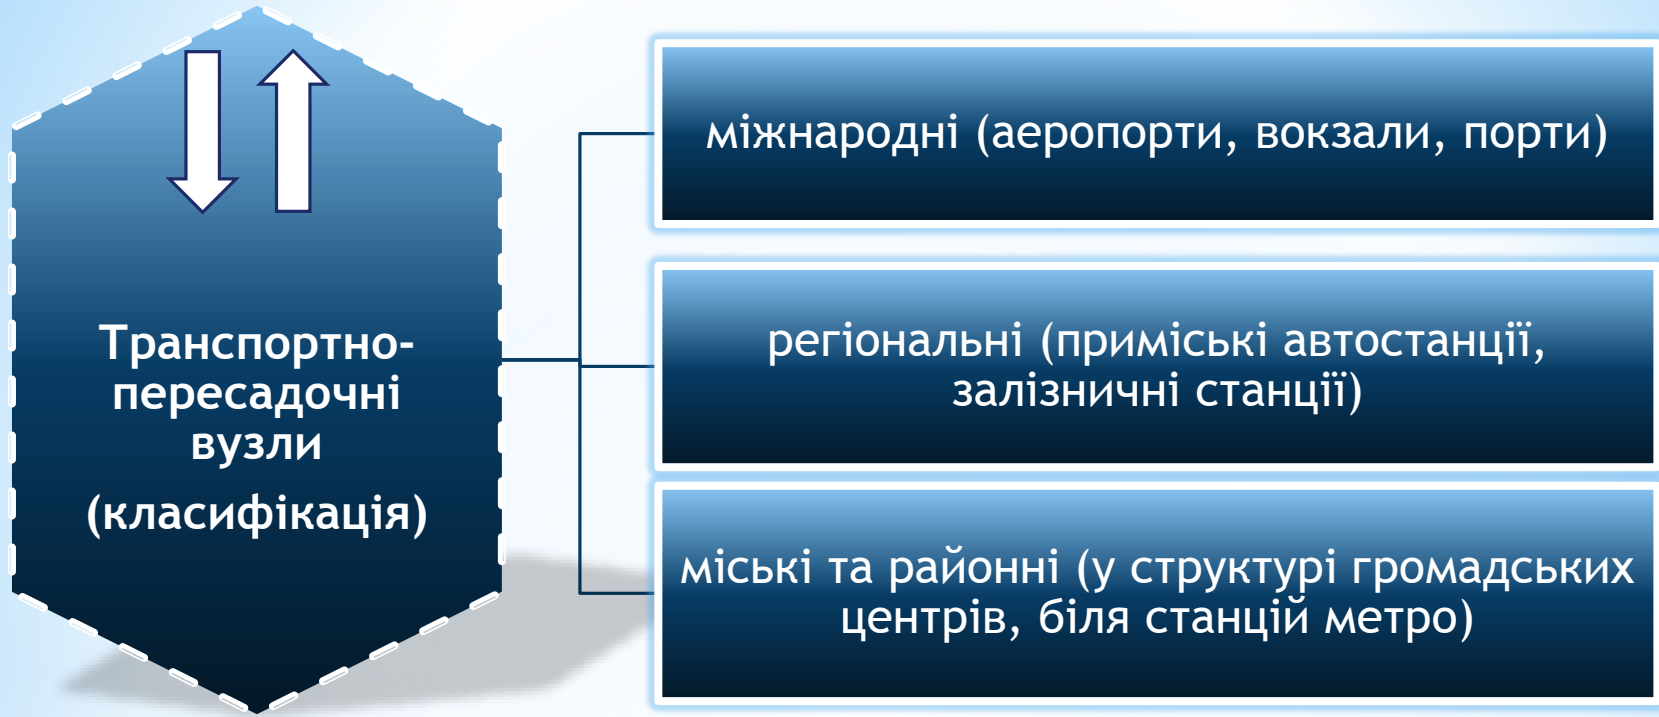 Транспортно-
пересадочні
вузли
(класифікація)
міжнародні (аеропорти, вокзали, порти)
регіональні (приміські автостанції,
залізничні станції)
міські та районні (у структурі громадських
центрів, біля станцій метро)